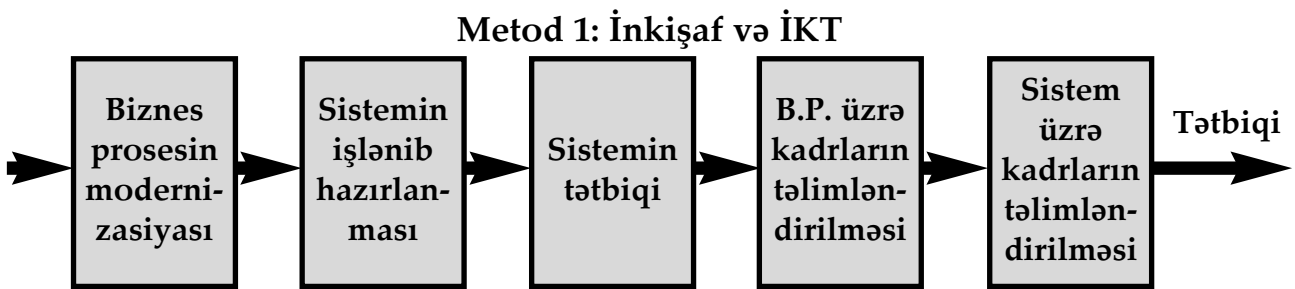 Metod 1: İnkişaf və İKT
Biznes
prosesin
moderni-
zasiyası
Sistemin
işlənib
hazırlan-
ması
Sistemin
tətbiqi
B.P. üzrə
kadrların
təlimlən-
dirilməsi
Sistem
üzrə
kadrların
təlimlən-
dirilməsi
Tətbiqi